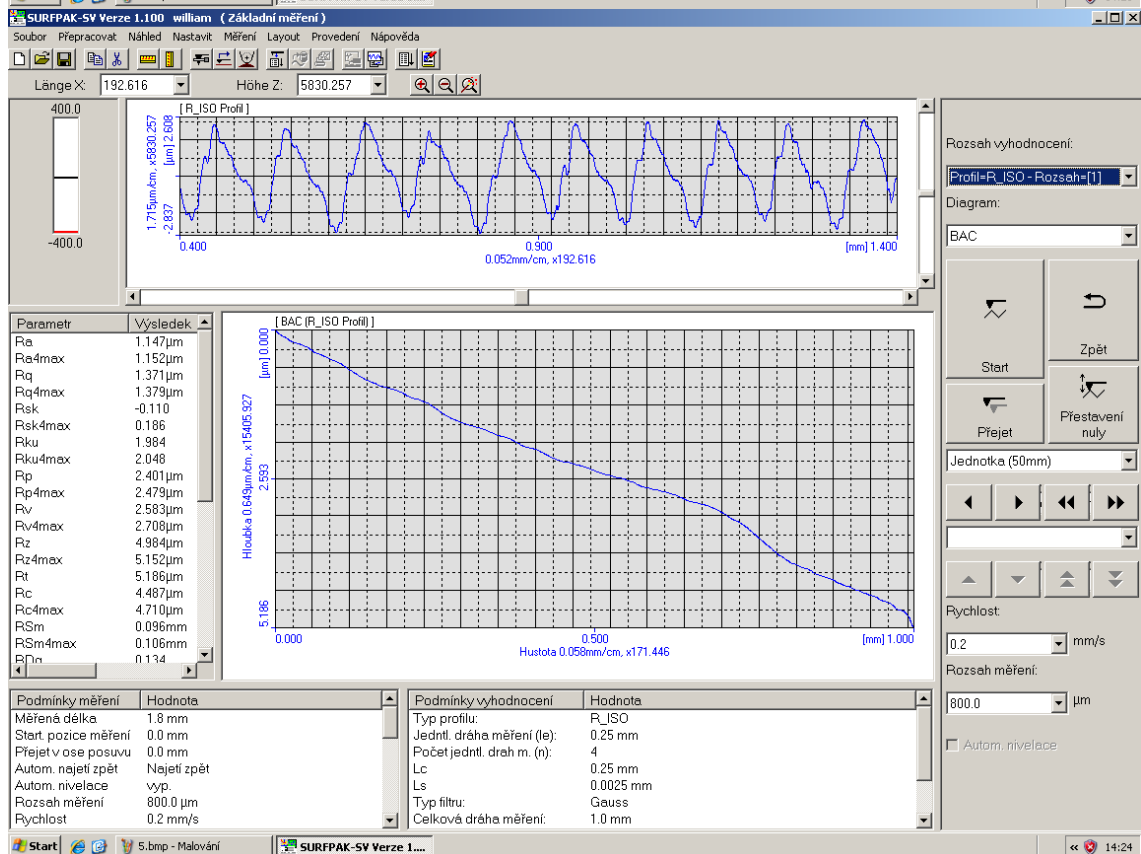 SURFPAK-SV Verze 1.100 william ( Základní měření )
Soubor Přepracovat Náhled Nastavit Měření Layout Provedení Nápověda
Länge X: 192.616 Höhe Z: 5830.257
400.0
-400.0
[ R_ISO Profil ]
1.715µm/cm, x5830.257
[µm] 2.608
-2.837
0.400 0.900 [mm] 1.400
0.052mm/cm, x192.616
Rozsah vyhodnocení:
Profil=R_ISO - Rozsah=[1]
Diagram:
BAC
Start
Zpět
Přejet
Přestavení
nuly
Jednotka (50mm)
Rychlost:
0.2 mm/s
Rozsah měření:
800.0 µm
Autom. nivelace
Parametr Výsledek
Ra 1.147µm
Ra4max 1.152µm
Rq 1.371µm
Rq4max 1.379µm
Rsk -0.110
Rsk4max 0.186
Rku 1.984
Rku4max 2.048
Rp 2.401µm
Rp4max 2.479µm
Rv 2.583µm
Rv4max 2.708µm
Rz 4.984µm
Rz4max 5.152µm
Rt 5.186µm
Rc 4.487µm
Rc4max 4.710µm
RSm 0.096mm
RSm4max 0.106mm
RDq 0.134
[ BAC (R_ISO Profil) ]
[µm] 0.000
Hloubka 0.649µm/cm, x15405.927
2.593
5.186
0.000 0.500 [mm] 1.000
Hustota 0.058mm/cm, x171.446
Podmínky měření Hodnota
Měřená délka 1.8 mm
Start. pozice měření 0.0 mm
Přejet v ose posuvu 0.0 mm
Autom. najetí zpět Najetí zpět
Autom. nivelace vyp.
Rozsah měření 800.0 µm
Rychlost 0.2 mm/s
Podmínky vyhodnocení Hodnota
Typ profilu: R_ISO
Jedntl. dráha měření (le): 0.25 mm
Počet jedntl. drah m. (n): 4
Lc 0.25 mm
Ls 0.0025 mm
Typ filtru: Gauss
Celková dráha měření: 1.0 mm
Start 5.bmp - Malování SURFPAK-SV Verze 1.... 14:24